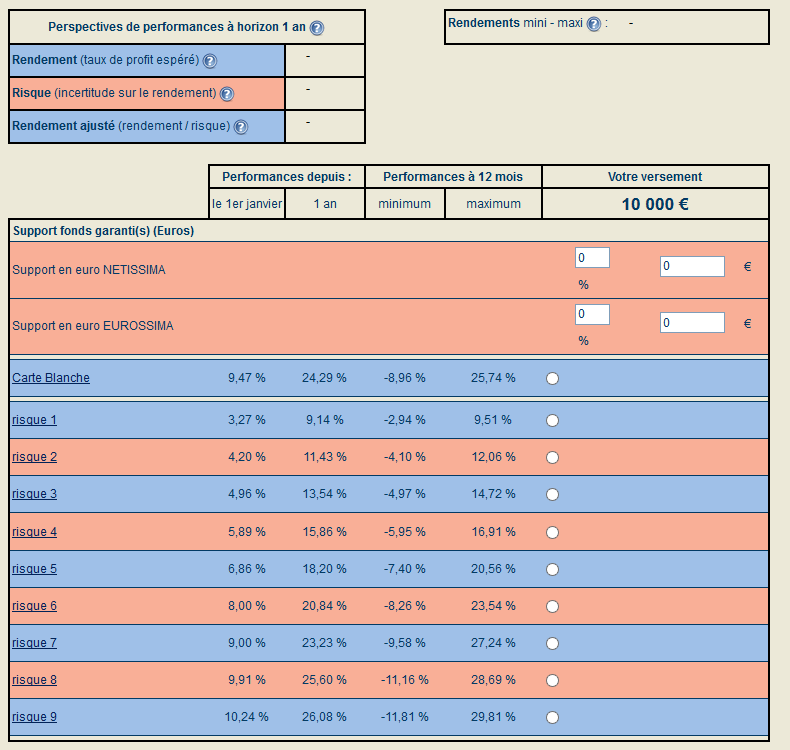 Perspectives de performances à horizon 1 an ?
Rendements mini - maxi ? : -
Rendement (taux de profit espéré) ? -
Risque (incertitude sur le rendement) ? -
Rendement ajusté (rendement / risque) ? -
Performances depuis : Performances à 12 mois Votre versement
le 1er janvier 1 an minimum maximum 10 000 €
Support fonds garanti(s) (Euros)
Support en euro NETISSIMA 0 % 0 €
Support en euro EUROSSIMA 0 % 0 €
Carte Blanche 9,47 % 24,29 % -8,96 % 25,74 %
risque 1 3,27 % 9,14 % -2,94 % 9,51 %
risque 2 4,20 % 11,43 % -4,10 % 12,06 %
risque 3 4,96 % 13,54 % -4,97 % 14,72 %
risque 4 5,89 % 15,86 % -5,95 % 16,91 %
risque 5 6,86 % 18,20 % -7,40 % 20,56 %
risque 6 8,00 % 20,84 % -8,26 % 23,54 %
risque 7 9,00 % 23,23 % -9,58 % 27,24 %
risque 8 9,91 % 25,60 % -11,16 % 28,69 %
risque 9 10,24 % 26,08 % -11,81 % 29,81 %